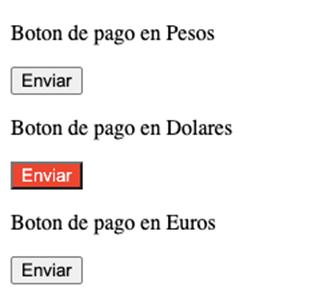 Boton de pago en Pesos
Enviar
Boton de pago en Dolares
Enviar
Boton de pago en Euros
Enviar